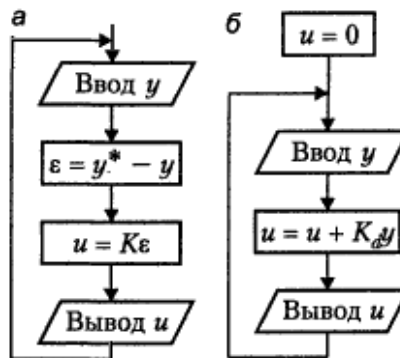 а
Ввод y
ε = y* − y
u = Kε
Вывод u
б
u = 0
Ввод y
u = u + K_d y
Вывод u